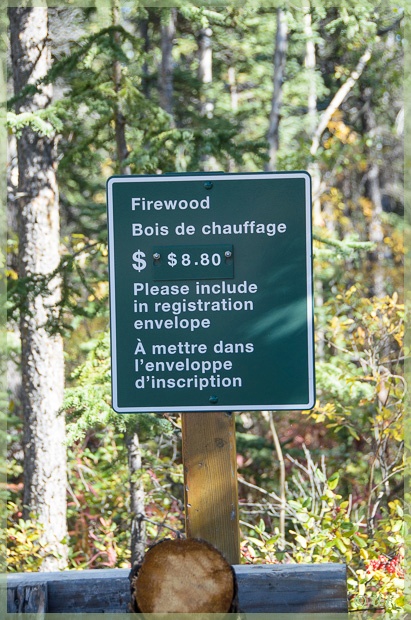 Firewood
Bois de chauffage
$ $8.80
Please include
in registration
envelope
À mettre dans
l'enveloppe
d'inscription